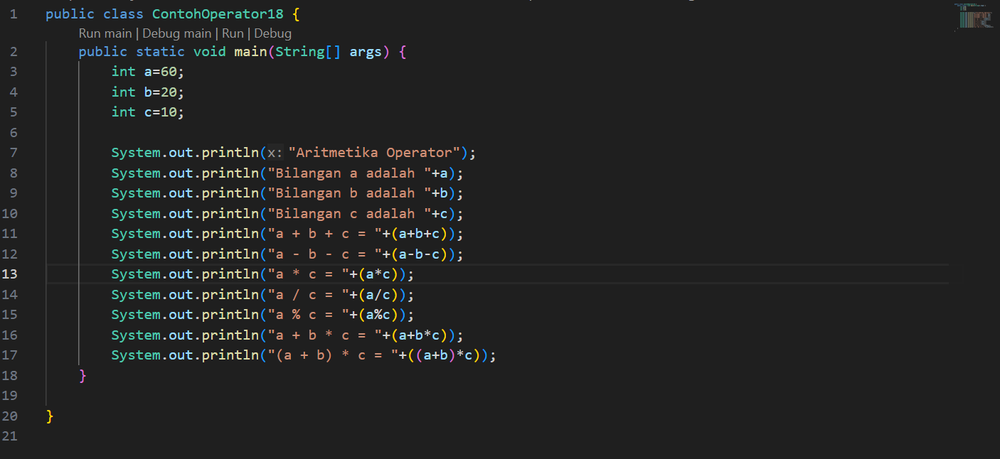 1 public class ContohOperator18 {
Run main | Debug main | Run | Debug
2 public static void main(String[] args) {
3 int a=60;
4 int b=20;
5 int c=10;
6
7 System.out.println(x: "Aritmetika Operator");
8 System.out.println("Bilangan a adalah "+a);
9 System.out.println("Bilangan b adalah "+b);
10 System.out.println("Bilangan c adalah "+c);
11 System.out.println("a + b + c = "+(a+b+c));
12 System.out.println("a - b - c = "+(a-b-c));
13 System.out.println("a * c = "+(a*c));
14 System.out.println("a / c = "+(a/c));
15 System.out.println("a % c = "+(a%c));
16 System.out.println("a + b * c = "+(a+b*c));
17 System.out.println("(a + b) * c = "+((a+b)*c));
18 }
19
20 }
21